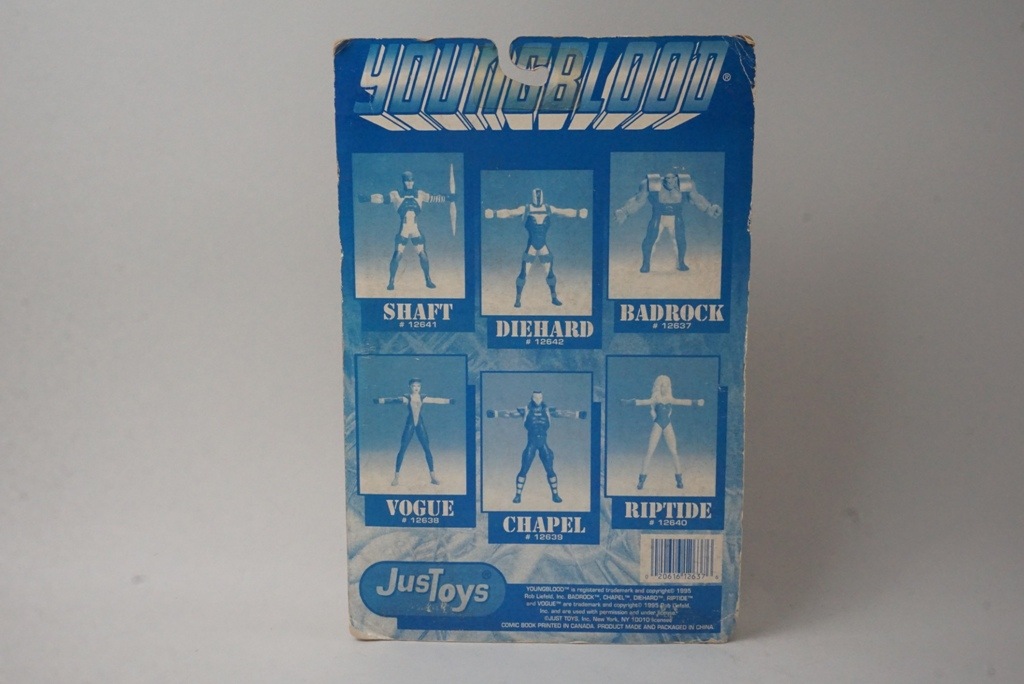 YOUNGBLOOD®
SHAFT
# 12641
DIEHARD
# 12642
BADROCK
# 12637
VOGUE
# 12638
CHAPEL
# 12639
RIPTIDE
# 12640
0 20616 12637
JusToys
YOUNGBLOOD™ is registered trademark and copyright© 1995
Rob Liefeld, Inc. BADROCK™, CHAPEL™, DIEHARD™, RIPTIDE™
and VOGUE™ are trademark and copyright© 1995 Rob Liefeld,
Inc. and are used with permission and under license.
©JUST TOYS, Inc. New York, NY 10010 licensed
COMIC BOOK PRINTED IN CANADA. PRODUCT MADE AND PACKAGED IN CHINA.